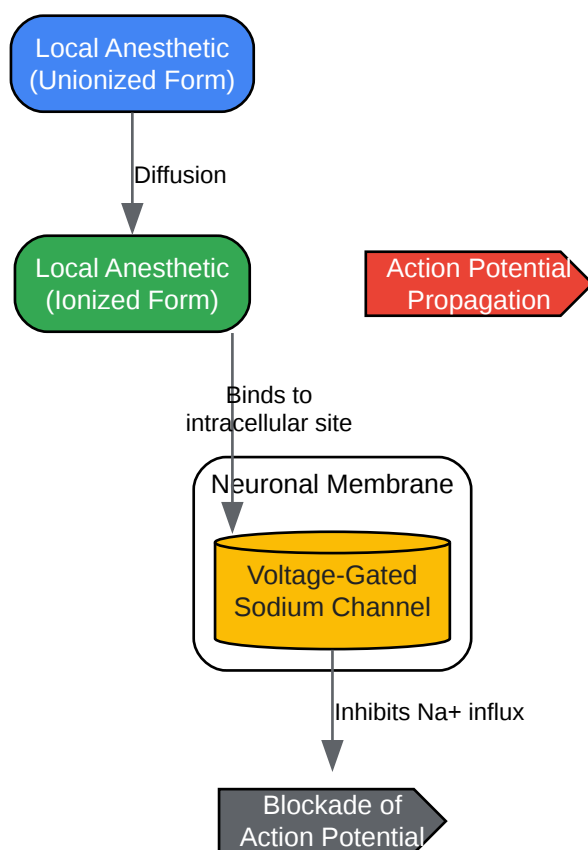 Local Anesthetic
(Unionized Form)
Diffusion
Local Anesthetic
(Ionized Form)
Action Potential
Propagation
Binds to
intracellular site
Neuronal Membrane
Voltage-Gated
Sodium Channel
Inhibits Na+ influx
Blockade of
Action Potential